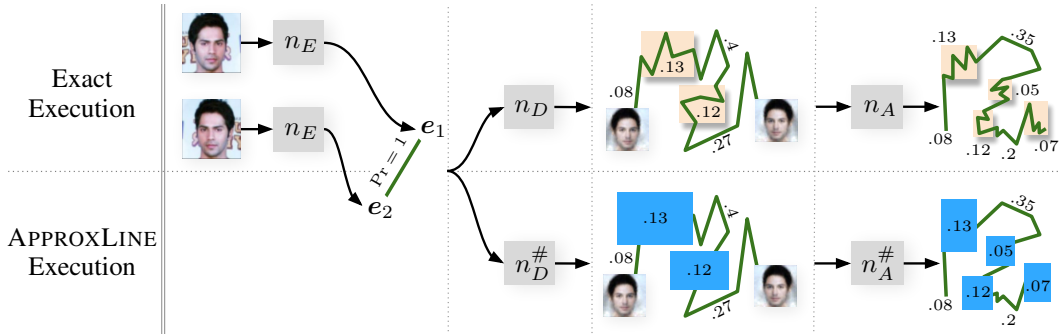 Exact
Execution
n_E
n_E
e_1
e_2
Pr = 1
n_D
.08
.13
.4
.12
.27
n_A
.13
.35
.05
.08
.12
.2
.07
APPROXLINE
Execution
n_D^#
.08
.13
.4
.12
.27
n_A^#
.13
.35
.05
.08
.12
.2
.07